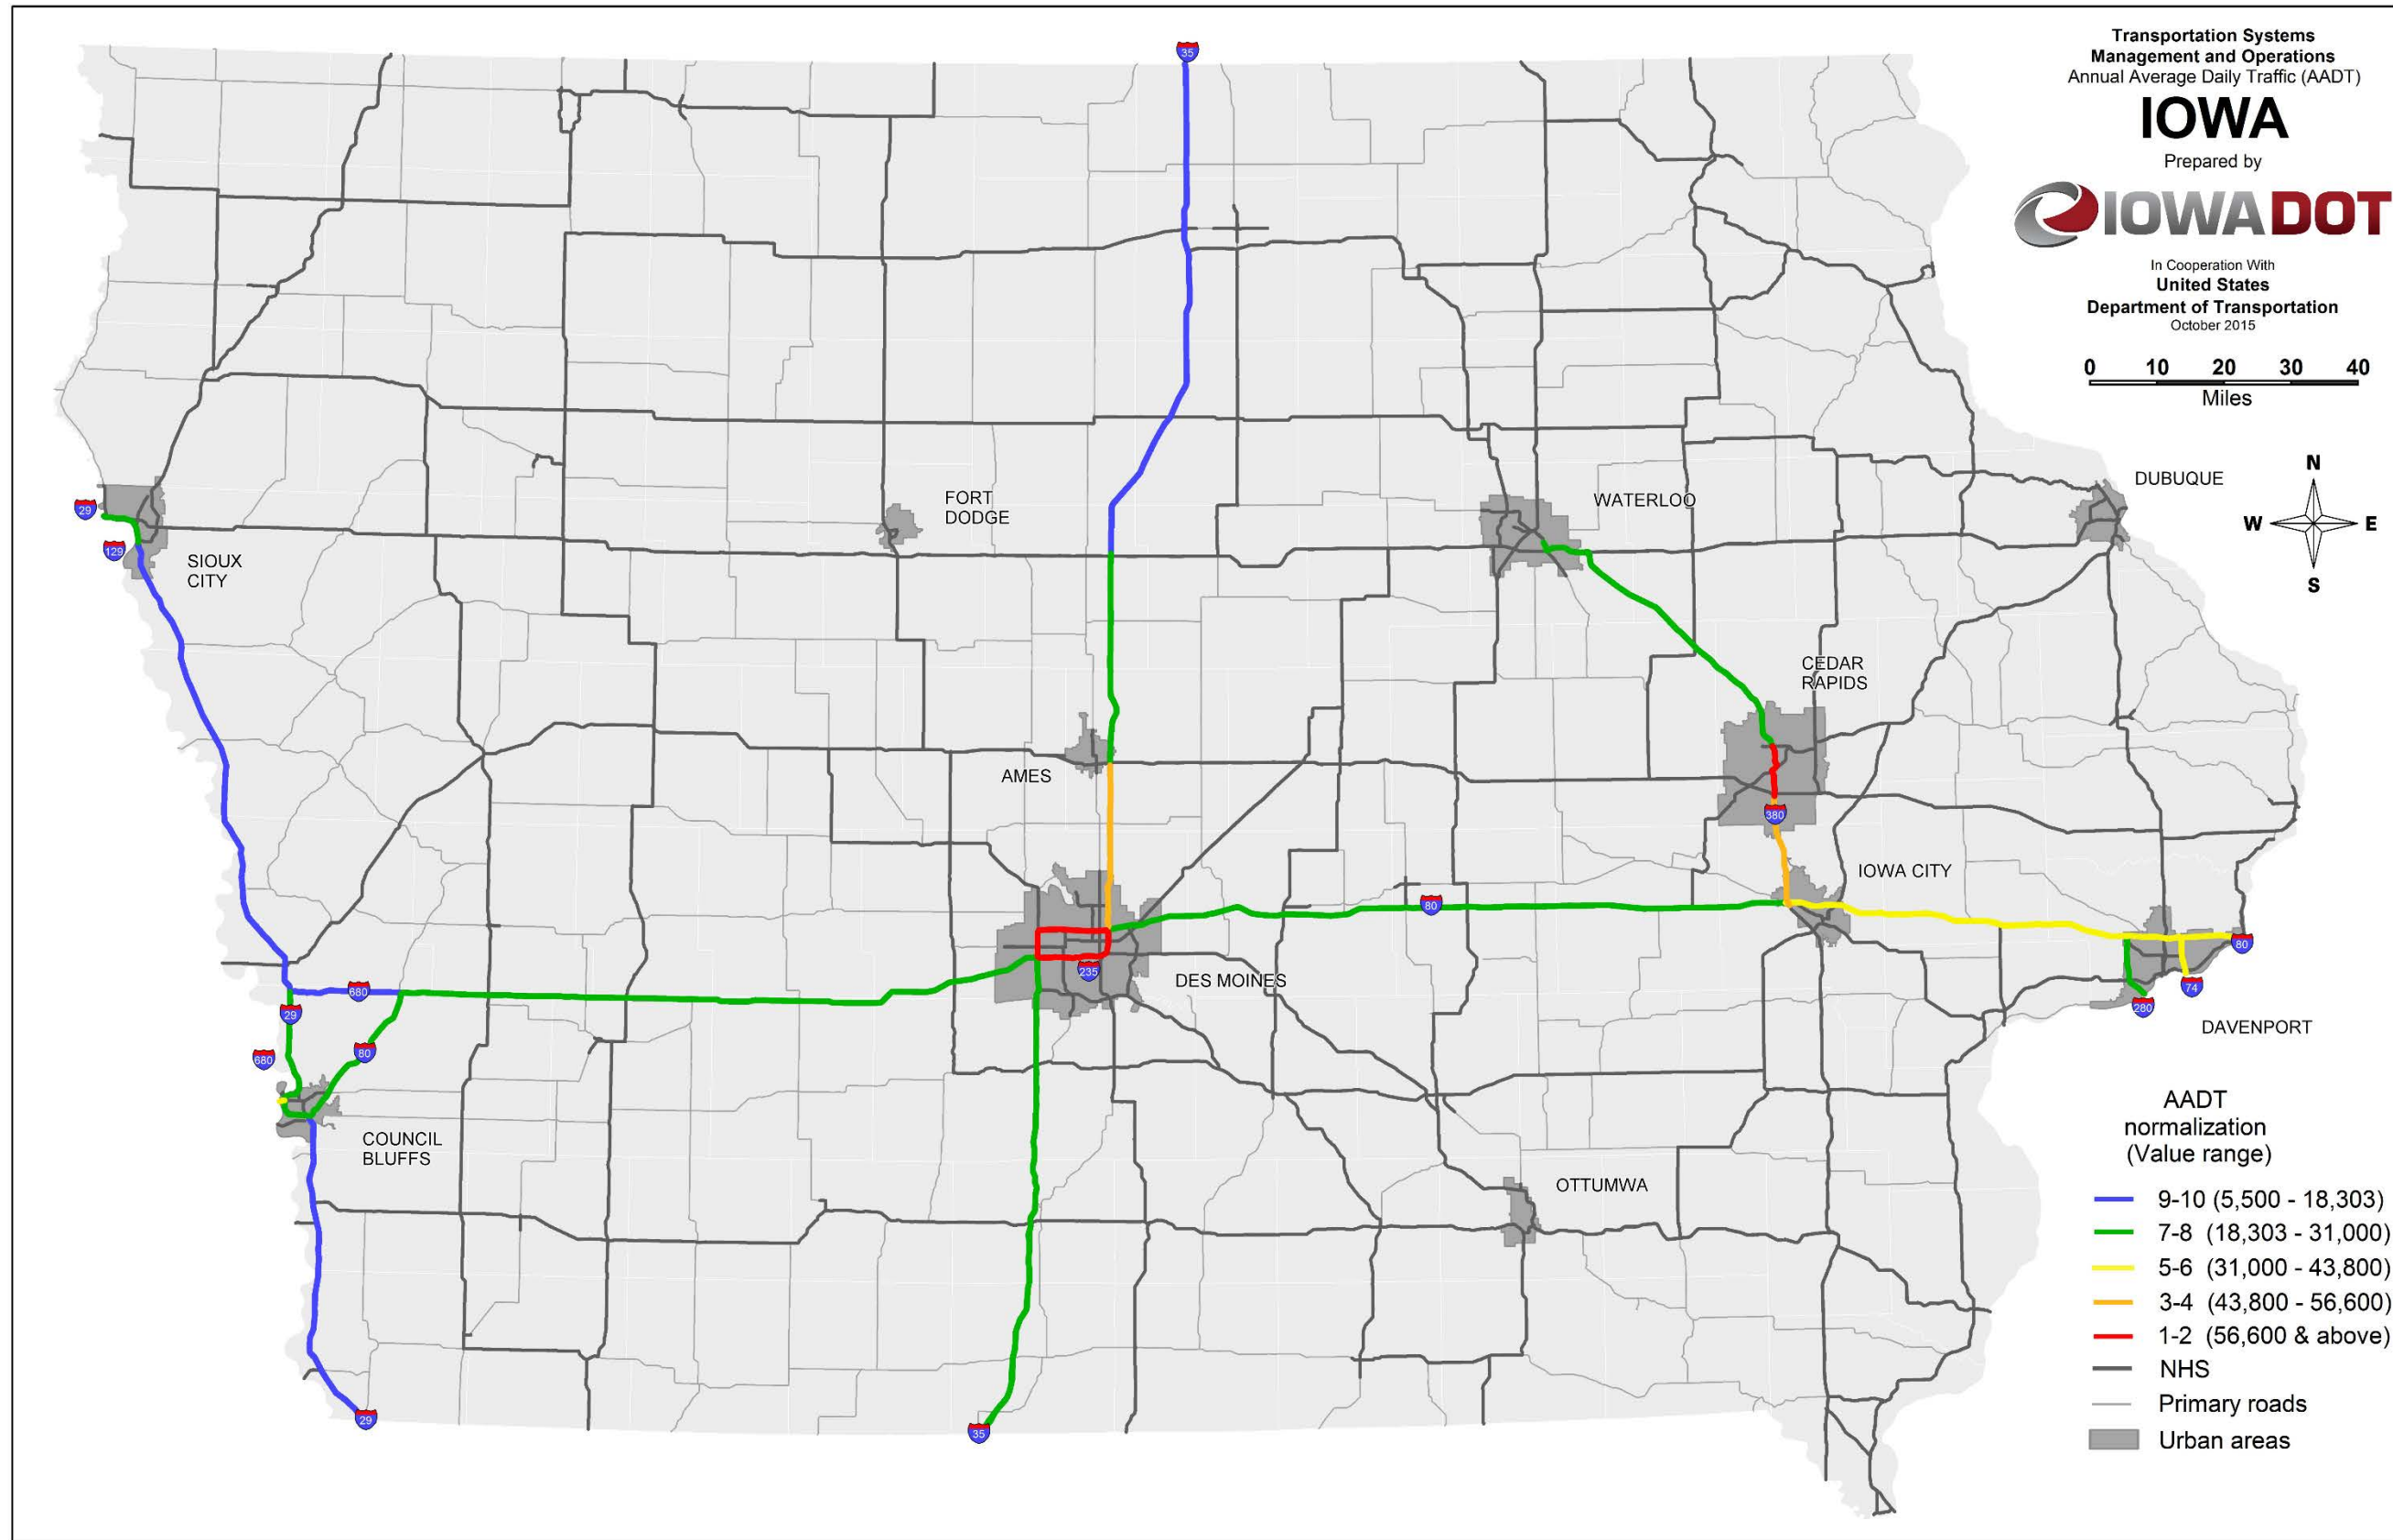 Transportation Systems
Management and Operations
Annual Average Daily Traffic (AADT)
IOWA
Prepared by
IOWADOT
In Cooperation With
United States
Department of Transportation
October 2015
0 10 20 30 40
Miles
N
W E
S
35
29
129
SIOUX
CITY
FORT
DODGE
WATERLOO
DUBUQUE
CEDAR
RAPIDS
AMES
380
IOWA CITY
80
80
235
DES MOINES
680
29
74
280
DAVENPORT
680
80
COUNCIL
BLUFFS
OTTUMWA
29
35
AADT
normalization
(Value range)
9-10 (5,500 - 18,303)
7-8 (18,303 - 31,000)
5-6 (31,000 - 43,800)
3-4 (43,800 - 56,600)
1-2 (56,600 & above)
NHS
Primary roads
Urban areas